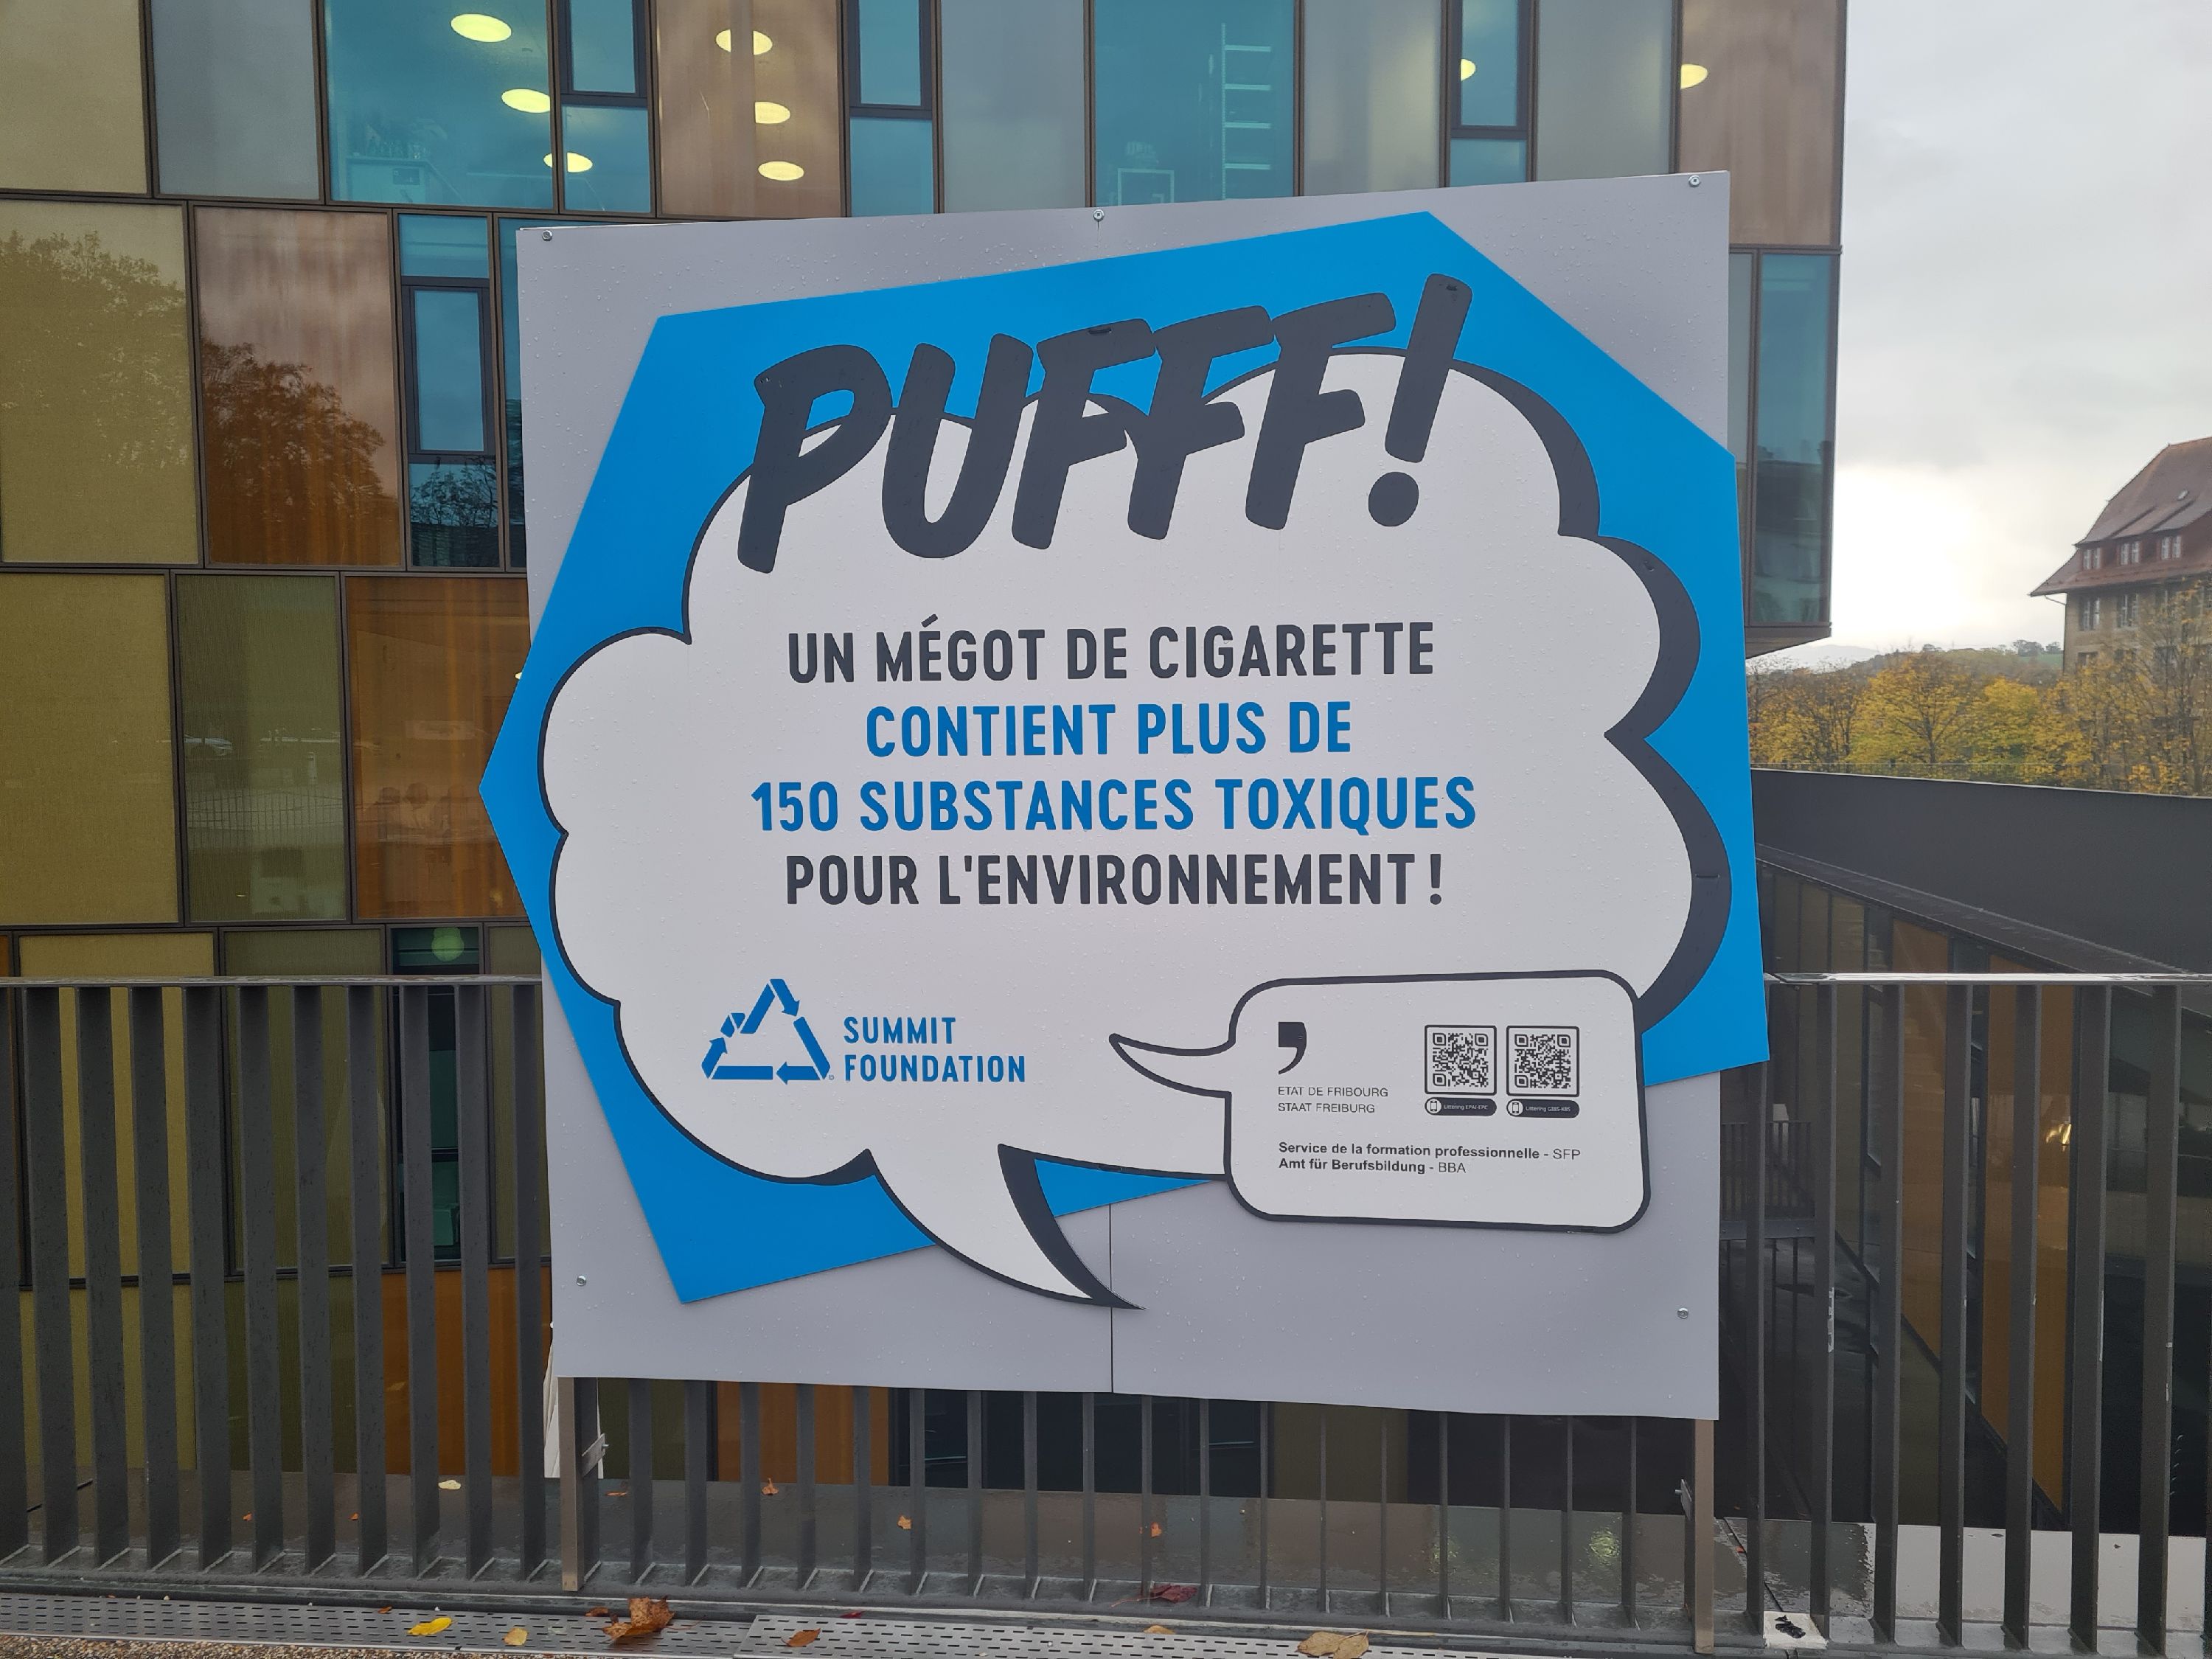 PUFFF!
UN MÉGOT DE CIGARETTE
CONTIENT PLUS DE
150 SUBSTANCES TOXIQUES
POUR L'ENVIRONNEMENT !
SUMMIT
FOUNDATION
ETAT DE FRIBOURG
STAAT FREIBURG
Service de la formation professionnelle - SFP
Amt für Berufsbildung - BBA